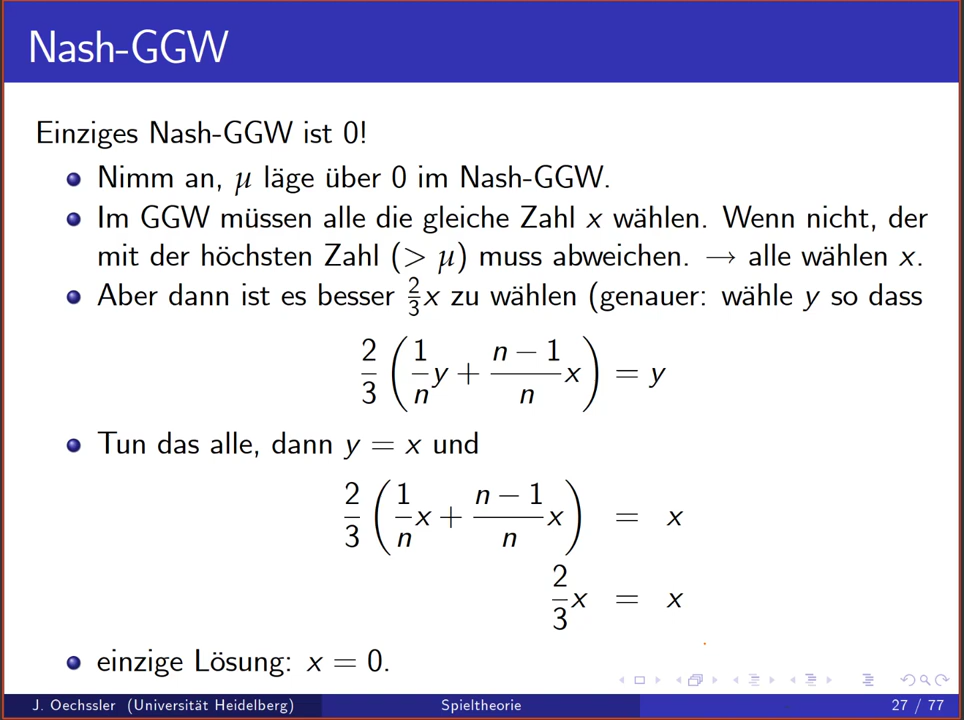 Nash-GGW
Einziges Nash-GGW ist 0!
Nimm an, μ läge über 0 im Nash-GGW.
Im GGW müssen alle die gleiche Zahl x wählen. Wenn nicht, der
mit der höchsten Zahl (> μ) muss abweichen. → alle wählen x.
Aber dann ist es besser 2/3 x zu wählen (genauer: wähle y so dass
2/3 (1/n y + n − 1/n x) = y
Tun das alle, dann y = x und
2/3 (1/n x + n − 1/n x) = x
2/3 x = x
einzige Lösung: x = 0.
J. Oechssler (Universität Heidelberg) Spieltheorie 27 / 77